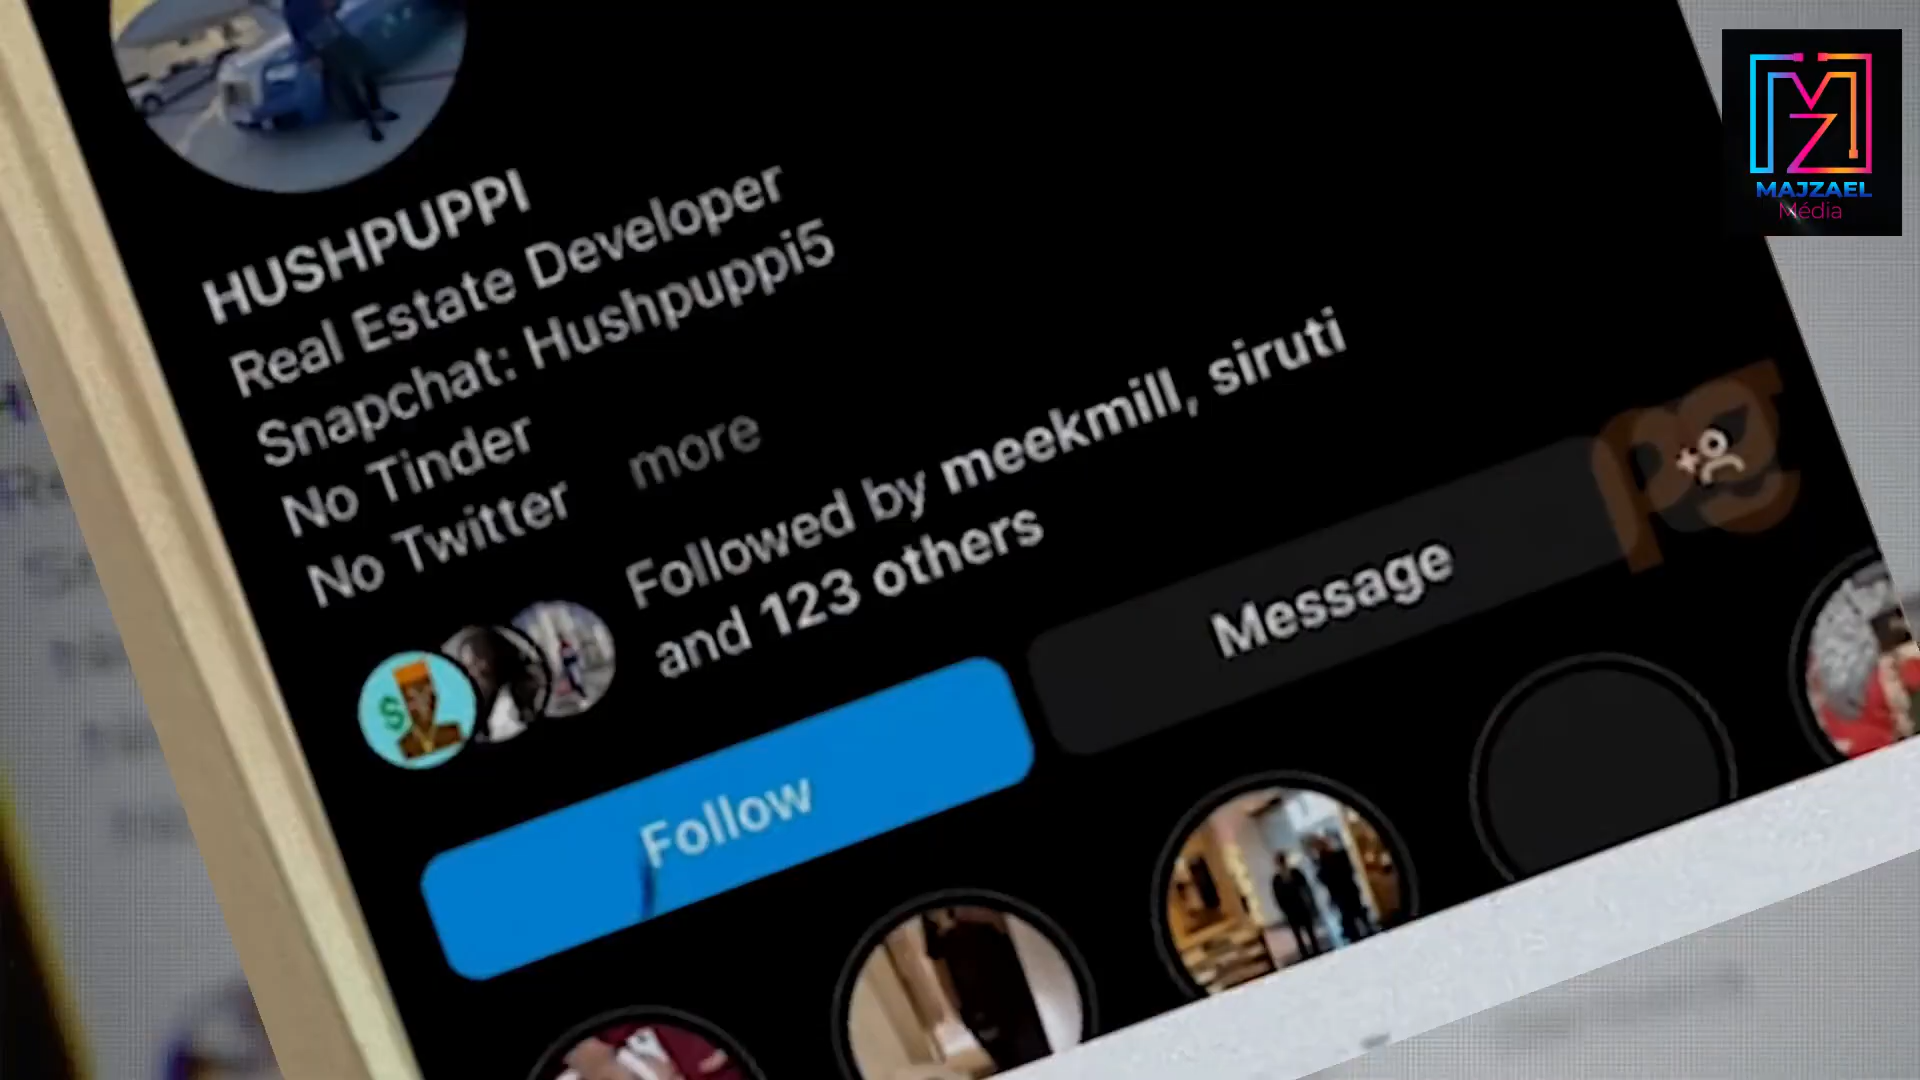 HUSHPUPPI
Real Estate Developer
Snapchat: Hushpuppi5
No Tinder
No Twitter more
Followed by meekmill, siruti
and 123 others
Follow
Message
MAJZAEL
Média
pg
$